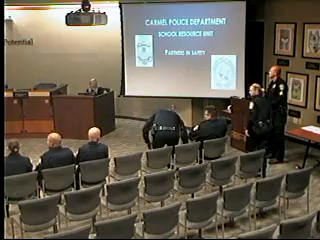 Potential
CARMEL POLICE DEPARTMENT
SCHOOL RESOURCE UNIT
PARTNERS IN SAFETY